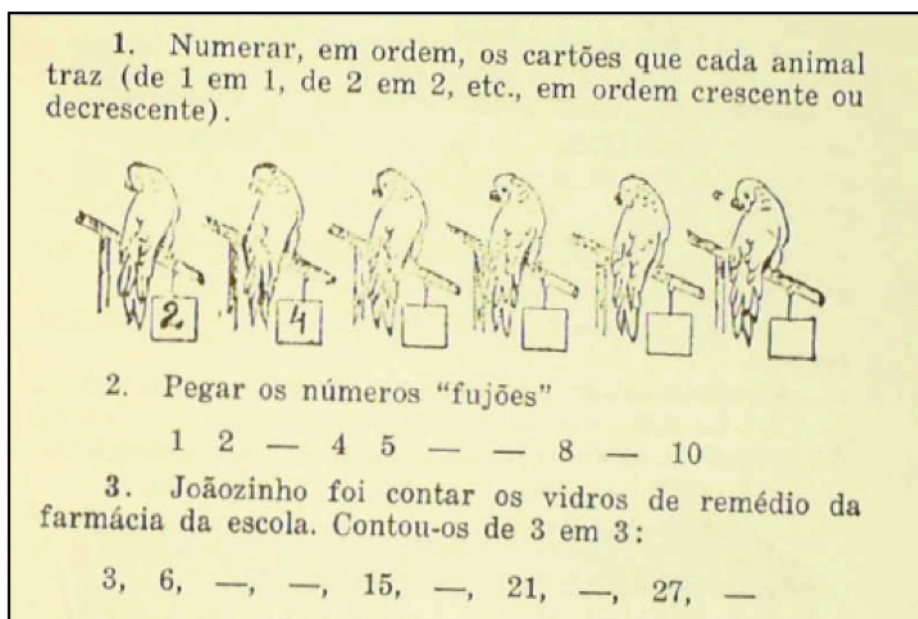 1. Numerar, em ordem, os cartões que cada animal
traz (de 1 em 1, de 2 em 2, etc., em ordem crescente ou
decrescente).
2 4
2. Pegar os números "fujões"
1 2 — 4 5 — — 8 — 10
3. Joãozinho foi contar os vidros de remédio da
farmácia da escola. Contou-os de 3 em 3:
3, 6, —, —, 15, —, 21, —, 27, —